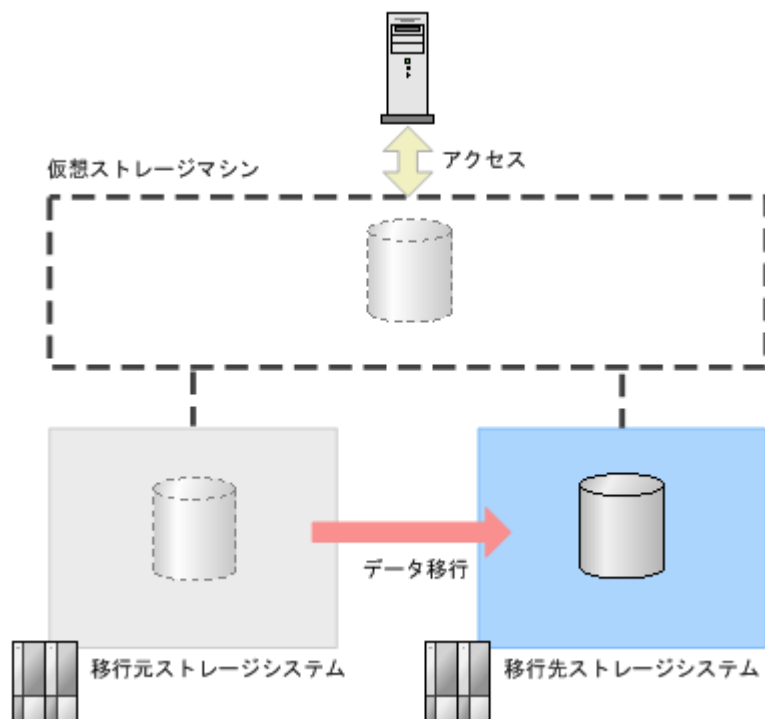 アクセス
仮想ストレージマシン
データ移行
移行元ストレージシステム
移行先ストレージシステム